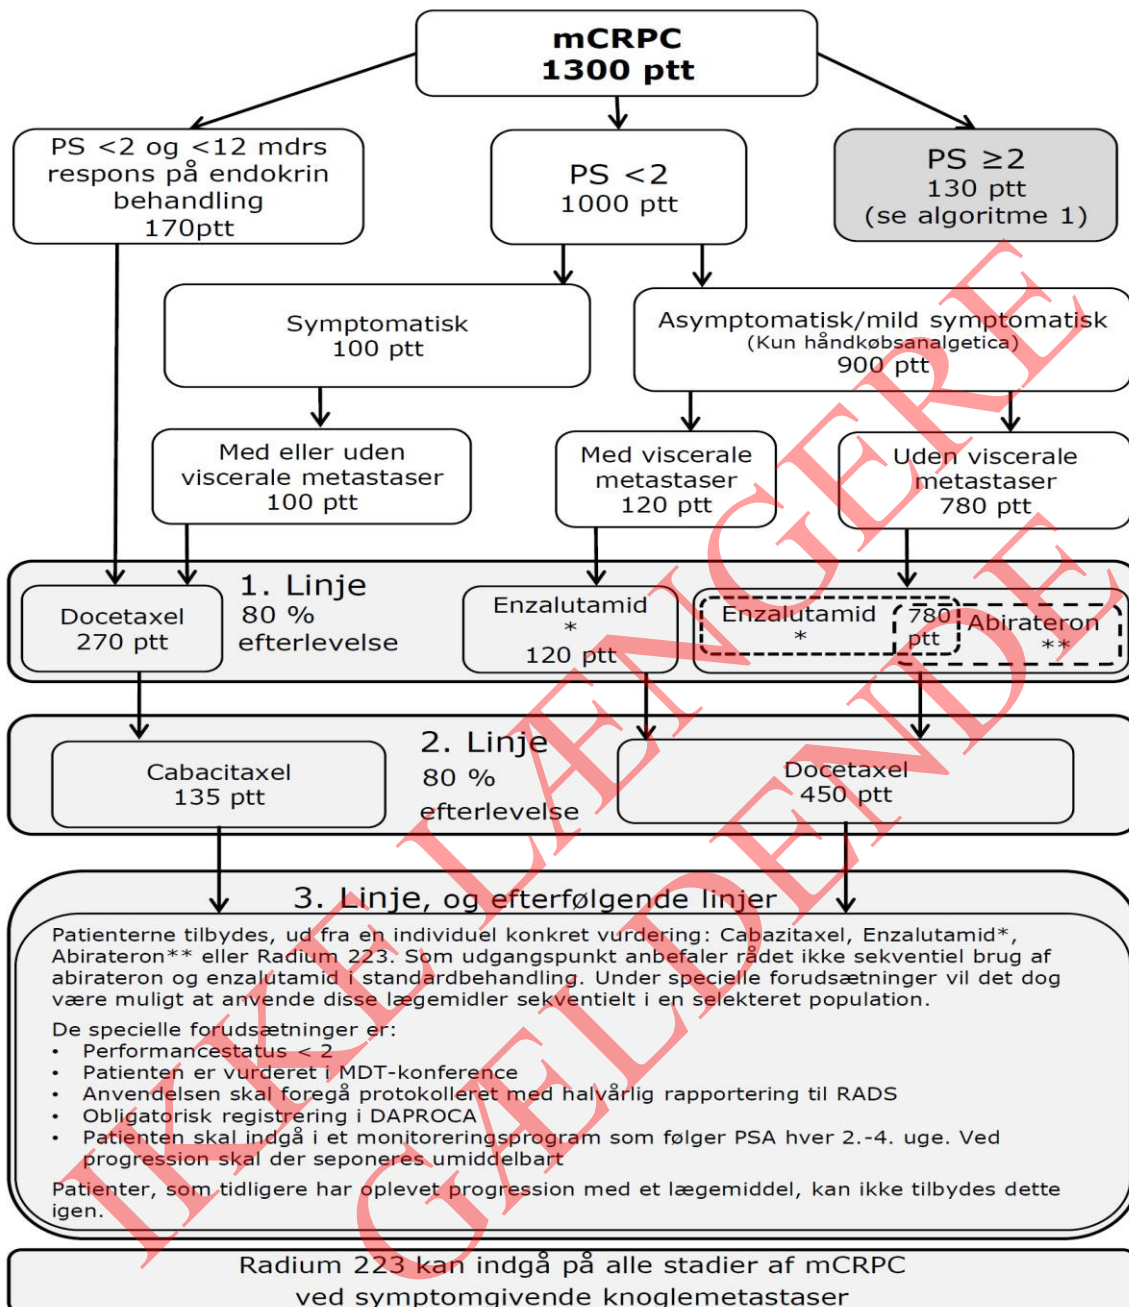 mCRPC
1300 ptt
PS <2 og <12 mdrs
respons på endokrin
behandling
170ptt
PS <2
1000 ptt
PS ≥2
130 ptt
(se algoritme 1)
Symptomatisk
100 ptt
Asymptomatisk/mild symptomatisk
(Kun håndkøbsanalgetica)
900 ptt
Med eller uden
viscerale metastaser
100 ptt
Med viscerale
metastaser
120 ptt
Uden viscerale
metastaser
780 ptt
1. Linje
80 %
efterlevelse
Docetaxel
270 ptt
Enzalutamid
*
120 ptt
Enzalutamid
*
780
ptt
Abirateron
**
2. Linje
80 %
efterlevelse
Cabacitaxel
135 ptt
Docetaxel
450 ptt
3. Linje, og efterfølgende linjer
Patienterne tilbydes, ud fra en individuel konkret vurdering: Cabazitaxel, Enzalutamid*,
Abirateron** eller Radium 223. Som udgangspunkt anbefaler rådet ikke sekventiel brug af
abirateron og enzalutamid i standardbehandling. Under specielle forudsætninger vil det dog
være muligt at anvende disse lægemidler sekventielt i en selekteret population.
De specielle forudsætninger er:
• Performancestatus < 2
• Patienten er vurderet i MDT-konference
• Anvendelsen skal foregå protokolleret med halvårlig rapportering til RADS
• Obligatorisk registrering i DAPROCA
• Patienten skal indgå i et monitoreringsprogram som følger PSA hver 2.-4. uge. Ved
progression skal der seponeres umiddelbart
Patienter, som tidligere har oplevet progression med et lægemiddel, kan ikke tilbydes dette
igen.
Radium 223 kan indgå på alle stadier af mCRPC
ved symptomgivende knoglemetastaser
IKKE LÆNGERE
GÆLDENDE